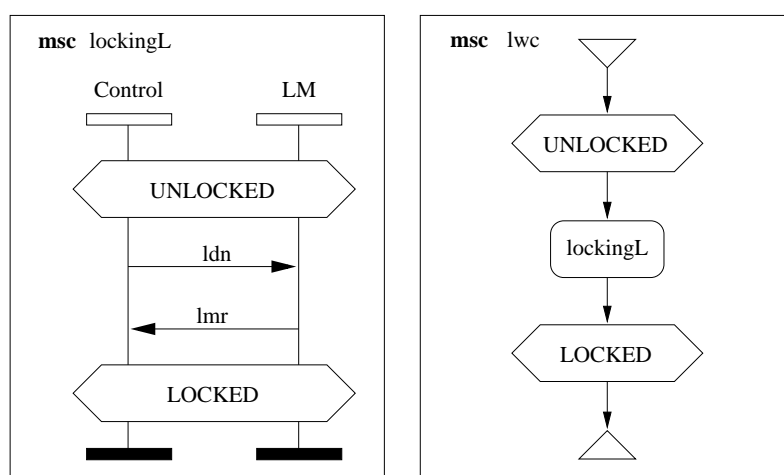 msc lockingL
Control LM
UNLOCKED
ldn
lmr
LOCKED
msc lwc
UNLOCKED
lockingL
LOCKED